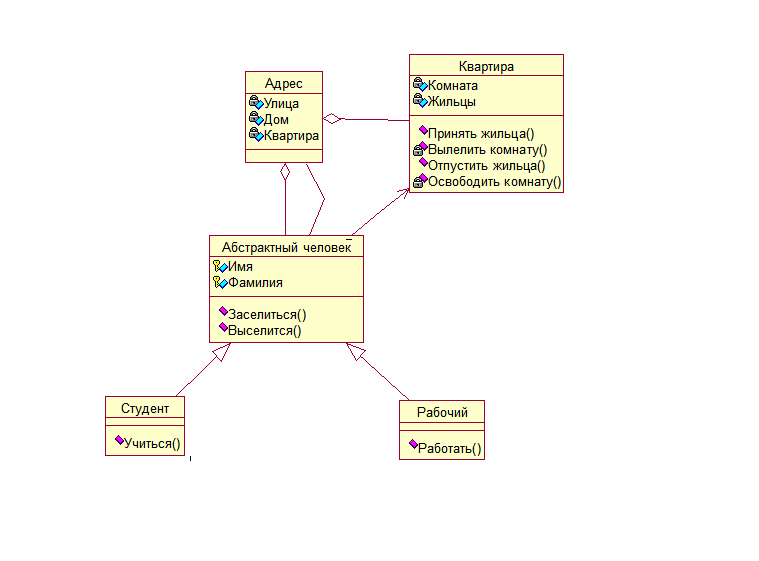 Адрес
Улица
Дом
Квартира
Квартира
Комната
Жильцы
Принять жильца()
Вылелить комнату()
Отпустить жильца()
Освободить комнату()
Абстрактный человек
Имя
Фамилия
Заселиться()
Выселится()
Студент
Учиться()
Рабочий
Работать()